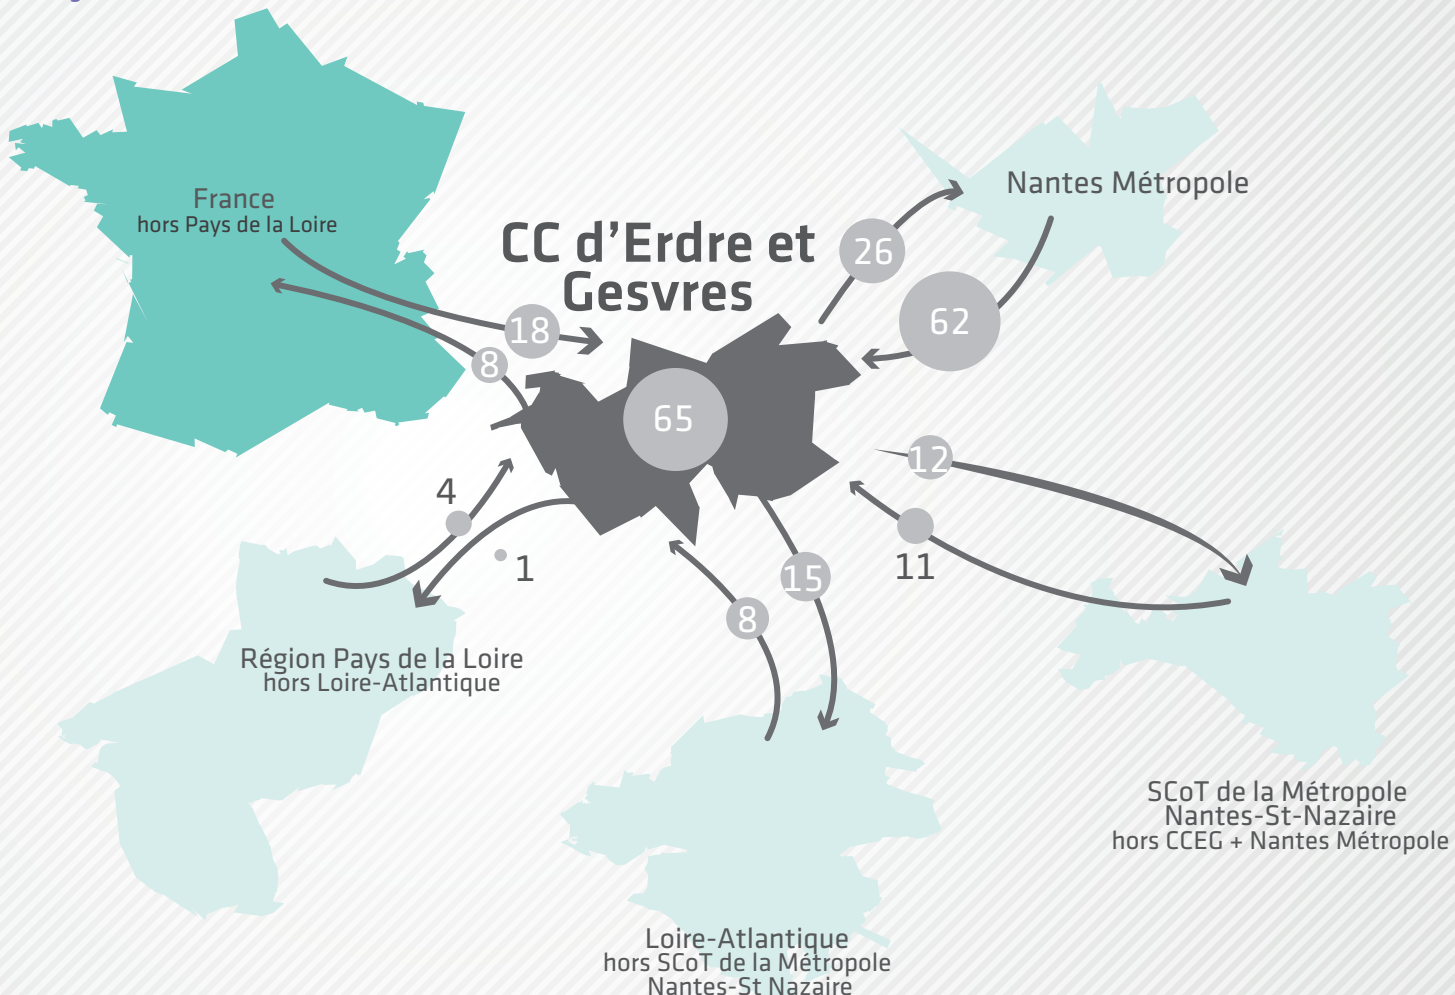 France
hors Pays de la Loire
CC d’Erdre et
Gesvres
Nantes Métropole
26
62
18
8
65
12
11
4
1
15
8
Région Pays de la Loire
hors Loire-Atlantique
SCoT de la Métropole
Nantes-St-Nazaire
hors CCEG + Nantes Métropole
Loire-Atlantique
hors SCoT de la Métropole
Nantes-St Nazaire